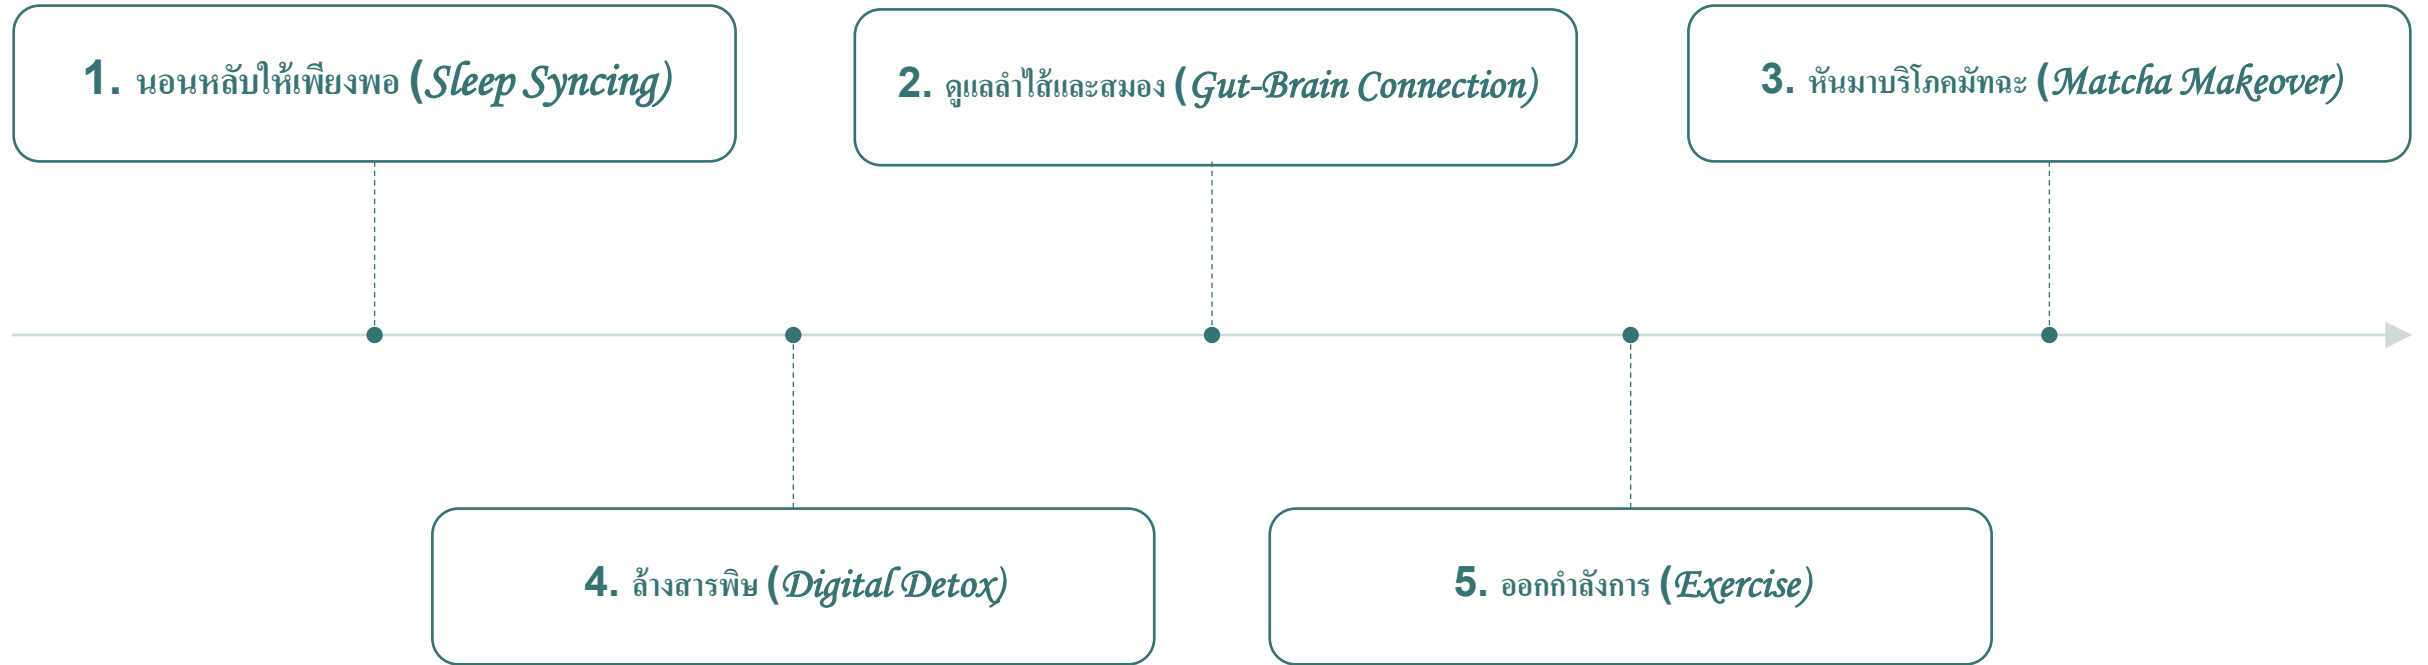 1. นอนหลับให้เพียงพอ (Sleep Syncing)
2. ดูแลลำไส้และสมอง (Gut-Brain Connection)
3. หันมาบริโภคมัทฉะ (Matcha Makeover)
4. ล้างสารพิษ (Digital Detox)
5. ออกกำลังการ (Exercise)